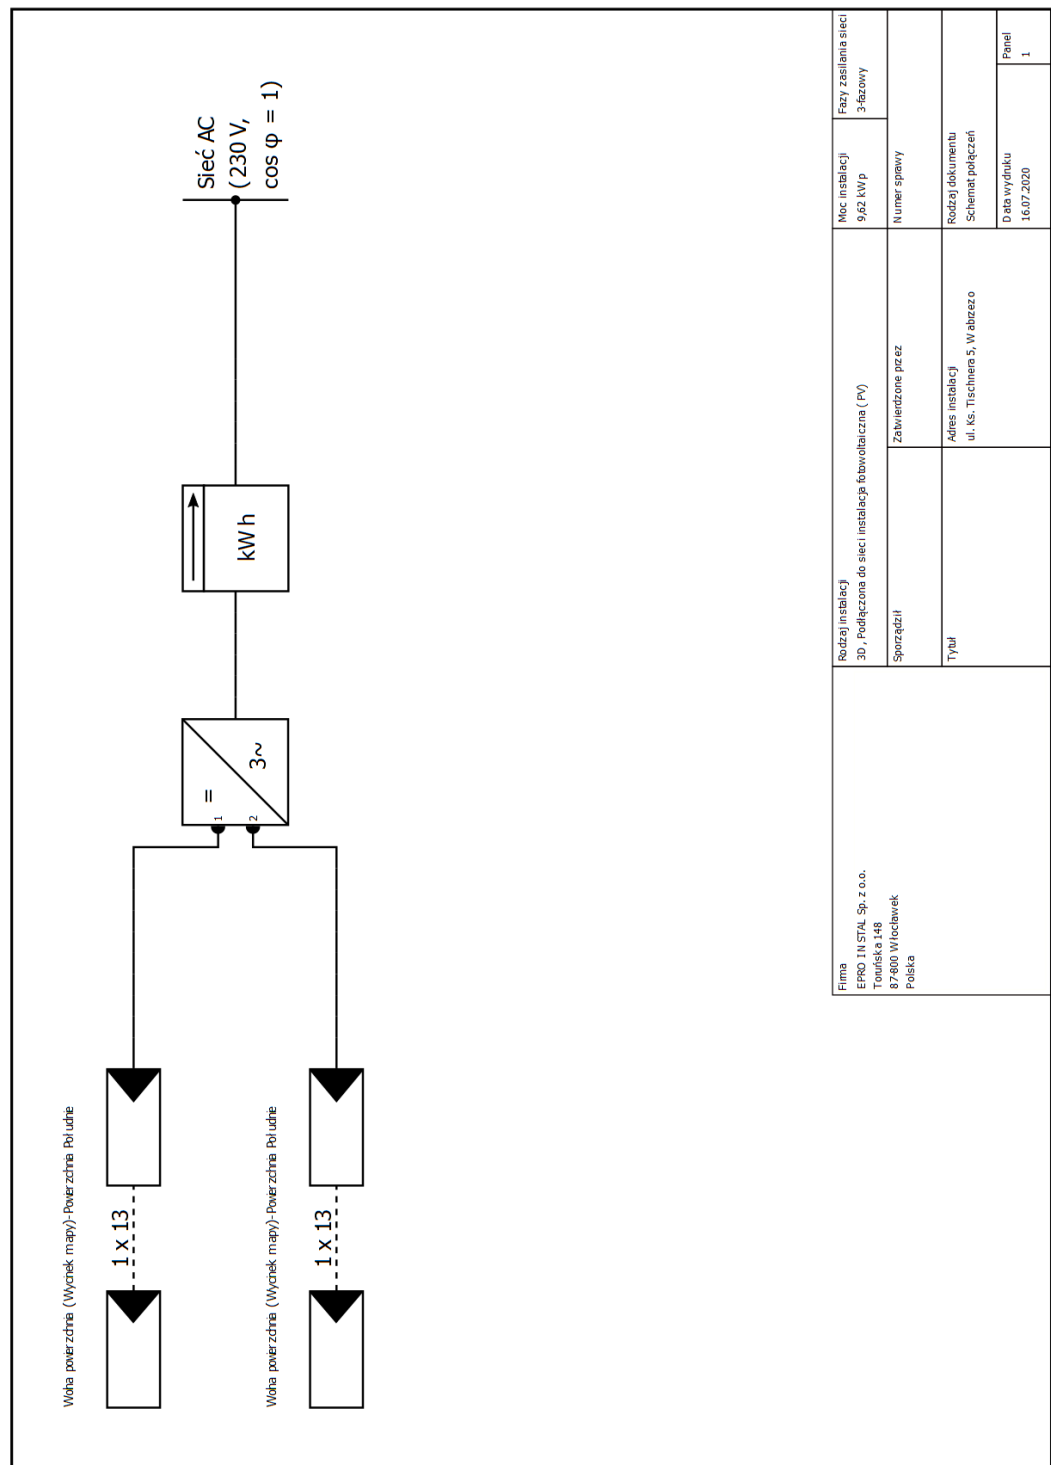 Wolna powierzchnia (Wycinek mapy)-Powierzchnia Południe
1 x 13
Wolna powierzchnia (Wycinek mapy)-Powierzchnia Południe
1 x 13
1
2
=
3~
kWh
Sieć AC
(230 V,
cos φ = 1)
Firma
EPRO INSTAL Sp. z o.o.
Toruńska 148
87-800 Włocławek
Polska
Rodzaj instalacji
3D, Podłączona do sieci instalacja fotowoltaiczna (PV)
Moc instalacji
9,62 kWp
Fazy zasilania sieci
3-fazowy
Sporządził
Zatwierdzone przez
Numer sprawy
Tytuł
Adres instalacji
ul. Ks. Tischnera 5, Wabrzezo
Rodzaj dokumentu
Schemat połączeń
Data wydruku
16.07.2020
Panel
1